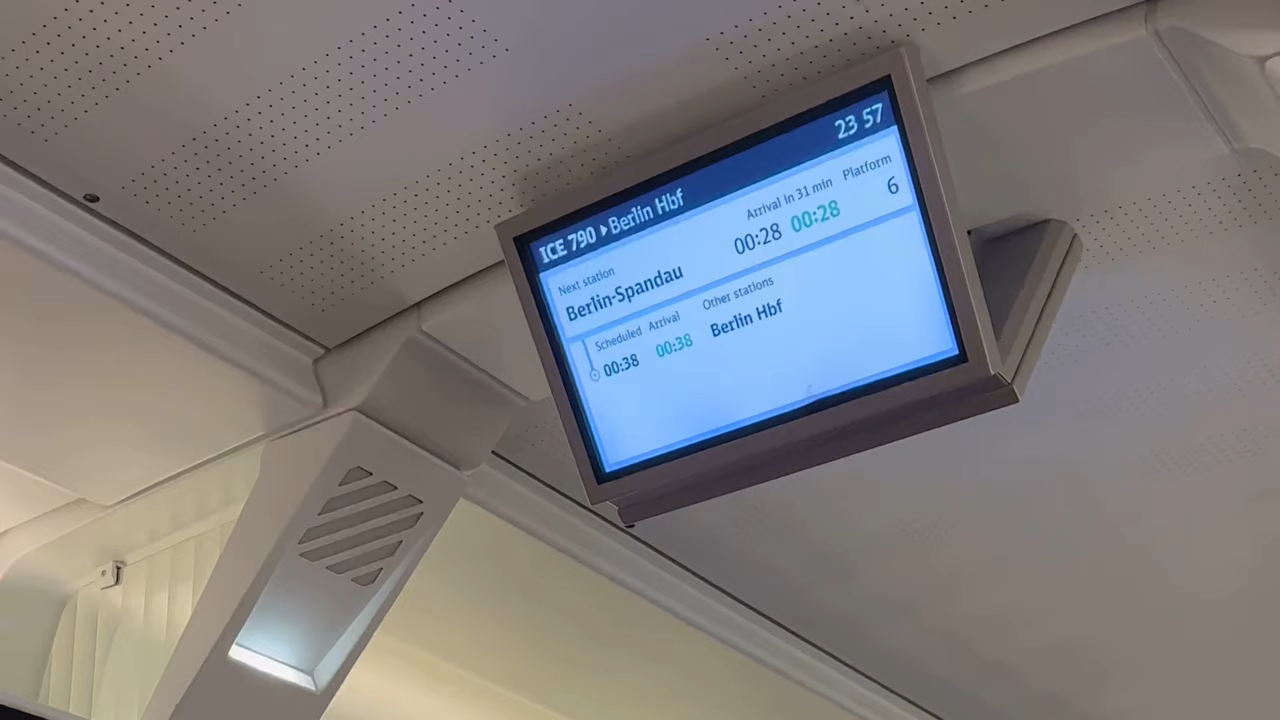 ICE 790 ▸ Berlin Hbf 23 57
Next station Arrival in 31 min Platform
Berlin-Spandau 00:28 00:28 6
Scheduled Arrival Other stations
00:38 00:38 Berlin Hbf